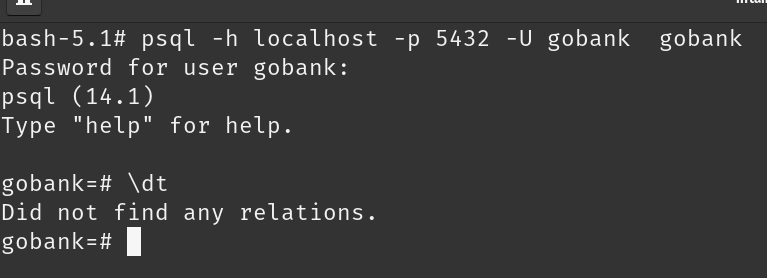 bash-5.1# psql -h localhost -p 5432 -U gobank  gobank
Password for user gobank:
psql (14.1)
Type "help" for help.
gobank=# \dt
Did not find any relations.
gobank=#